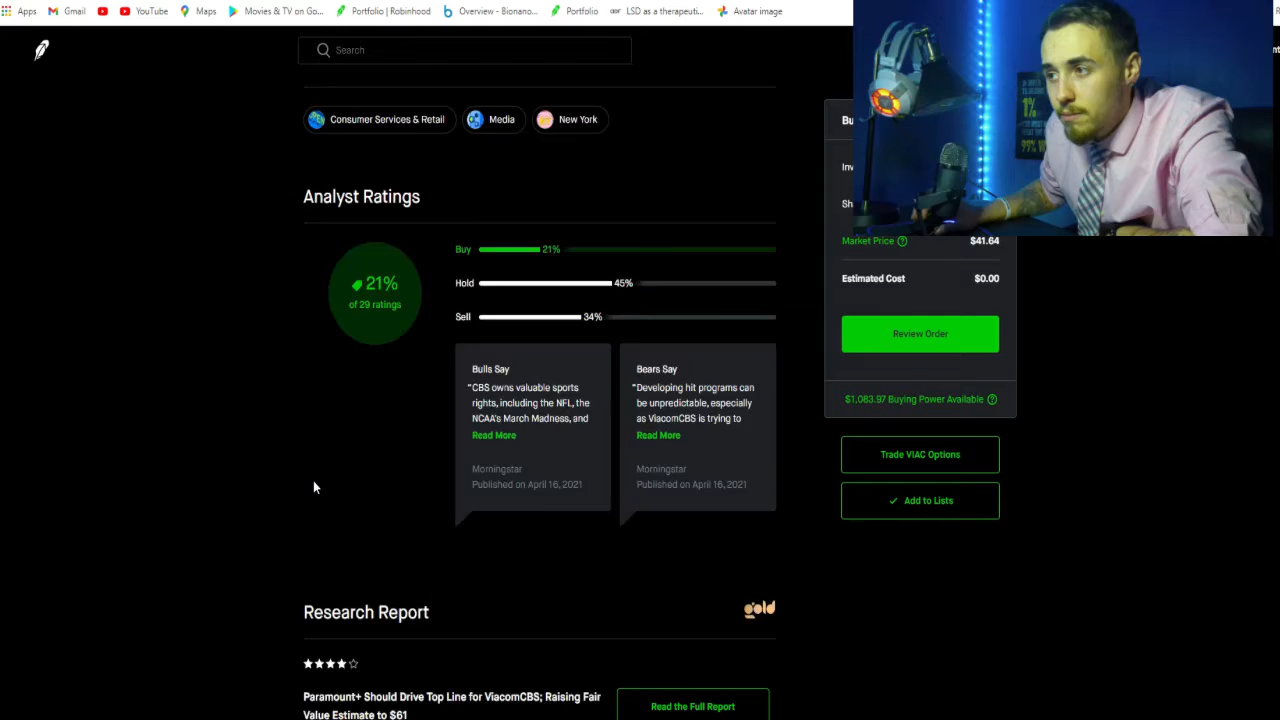 Apps Gmail YouTube Maps Movies & TV on Go... Portfolio | Robinhood Overview - Bionano... Portfolio LSD as a therapeuti... Avatar image
Search
Consumer Services & Retail Media New York
Analyst Ratings
21%
of 29 ratings
Buy 21%
Hold 45%
Sell 34%
Bulls Say
“CBS owns valuable sports
rights, including the NFL, the
NCAA's March Madness, and
Read More
Morningstar
Published on April 16, 2021
Bears Say
“Developing hit programs can
be unpredictable, especially
as ViacomCBS is trying to
Read More
Morningstar
Published on April 16, 2021
Research Report
gold
Paramount+ Should Drive Top Line for ViacomCBS; Raising Fair
Value Estimate to $61
Read the Full Report
1%
99%
Bu
Inv
Sh
Market Price $41.64
Estimated Cost $0.00
Review Order
$1,063.97 Buying Power Available
Trade VIAC Options
Add to Lists